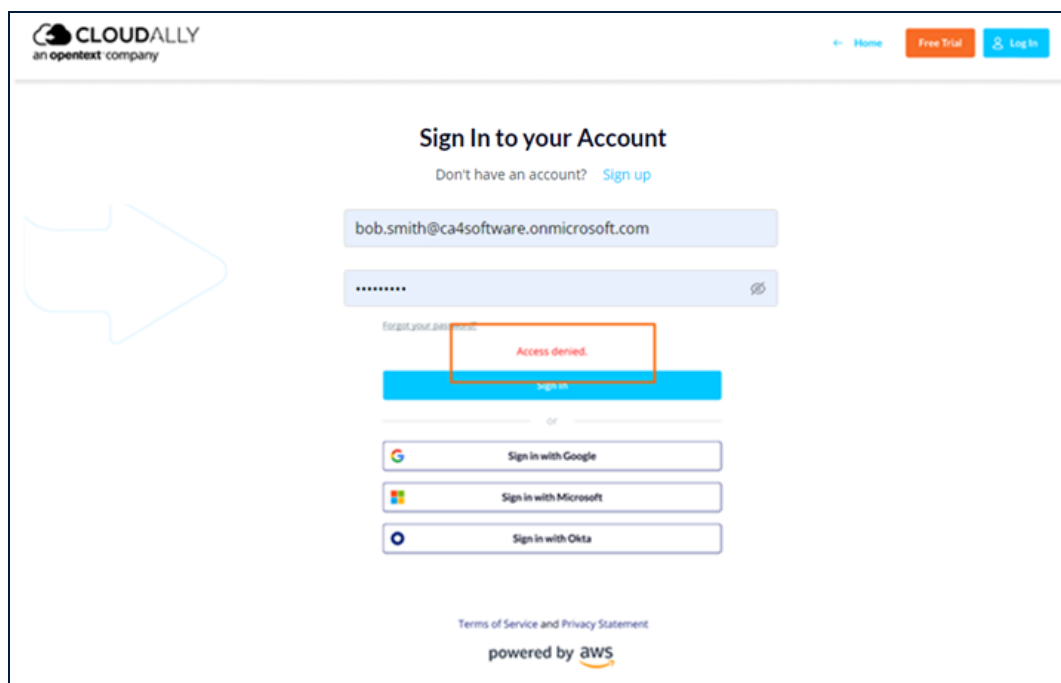 CLOUDALLY
an opentext company
← Home
Free Trial
Log In
Sign In to your Account
Don't have an account? Sign up
bob.smith@ca4software.onmicrosoft.com
•••••••••
Forgot your password?
Access denied.
Sign In
or
Sign in with Google
Sign in with Microsoft
Sign in with Okta
Terms of Service and Privacy Statement
powered by aws